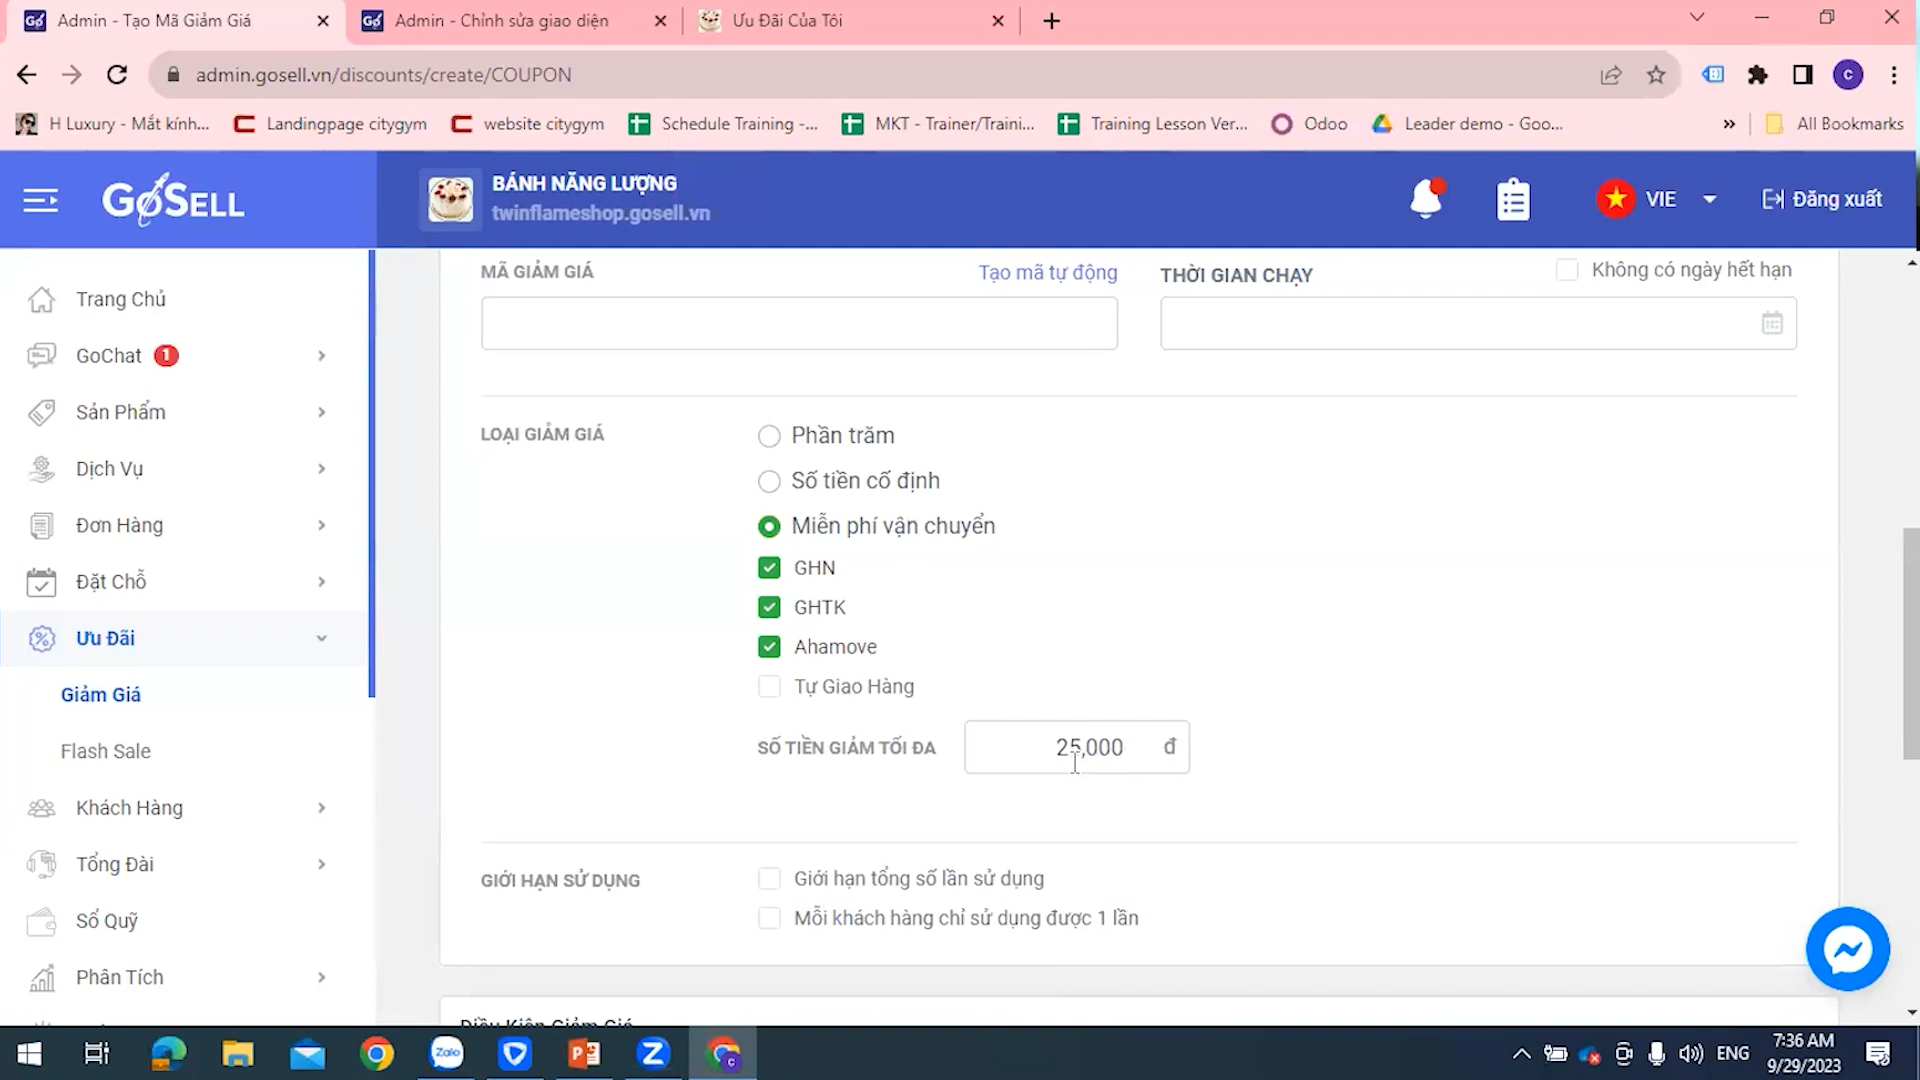 Admin - Tạo Mã Giảm Giá
Admin - Chỉnh sửa giao diện
Ưu Đãi Của Tôi
admin.gosell.vn/discounts/create/COUPON
C
H Luxury - Mắt kính...
Landingpage citygym
website citygym
Schedule Training -...
MKT - Trainer/Traini...
Training Lesson Ver...
Odoo
Leader demo - Goo...
»
All Bookmarks
GOSELL
BÁNH NĂNG LƯỢNG
twinflameshop.gosell.vn
VIE
Đăng xuất
Trang Chủ
GoChat 1
Sản Phẩm
Dịch Vụ
Đơn Hàng
Đặt Chỗ
Ưu Đãi
Giảm Giá
Flash Sale
Khách Hàng
Tổng Đài
Sổ Quỹ
Phân Tích
MÃ GIẢM GIÁ
Tạo mã tự động
THỜI GIAN CHẠY
Không có ngày hết hạn
LOẠI GIẢM GIÁ
Phần trăm
Số tiền cố định
Miễn phí vận chuyển
GHN
GHTK
Ahamove
Tự Giao Hàng
SỐ TIỀN GIẢM TỐI ĐA
25,000 đ
GIỚI HẠN SỬ DỤNG
Giới hạn tổng số lần sử dụng
Mỗi khách hàng chỉ sử dụng được 1 lần
Điều Kiện Giảm Giá
Zalo
ENG
7:36 AM
9/29/2023